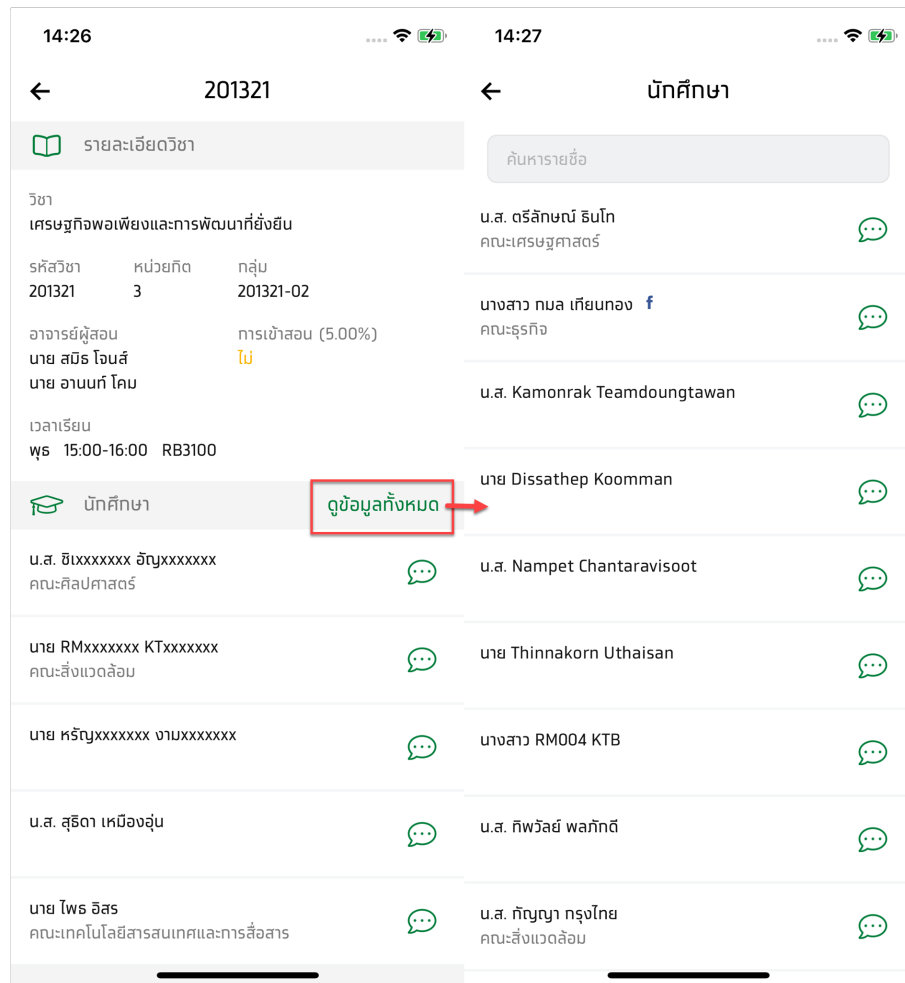 14:26
201321
รายละเอียดวิชา
วิชา
เศรษฐกิจพอเพียงและการพัฒนาที่ยั่งยืน
รหัสวิชา หน่วยกิต กลุ่ม
201321 3 201321-02
อาจารย์ผู้สอน การเข้าสอน (5.00%)
นาย สมิธ โจนส์ ไม่
นาย อานนท์ โคม
เวลาเรียน
พุธ 15:00-16:00 RB3100
นักศึกษา ดูข้อมูลทั้งหมด
น.ส. ชิเxxxxxxx อัญxxxxxxx
คณะศิลปศาสตร์
นาย RMxxxxxxx KTxxxxxxx
คณะสิ่งแวดล้อม
นาย หรัญxxxxxxx งามxxxxxxx
น.ส. สุธิดา เหมืองอุ่น
นาย ไพธ อิสร
คณะเทคโนโลยีสารสนเทศและการสื่อสาร
14:27
นักศึกษา
ค้นหารายชื่อ
น.ส. ตรีลักษณ์ ธินโท
คณะเศรษฐศาสตร์
นางสาว กมล เทียนทอง f
คณะธุรกิจ
น.ส. Kamonrak Teamdoungtawan
นาย Dissathep Koomman
น.ส. Nampet Chantaravisoot
นาย Thinnakorn Uthaisan
นางสาว RM004 KTB
น.ส. ทิพวัลย์ พลภักดี
น.ส. กัญญา กรุงไทย
คณะสิ่งแวดล้อม